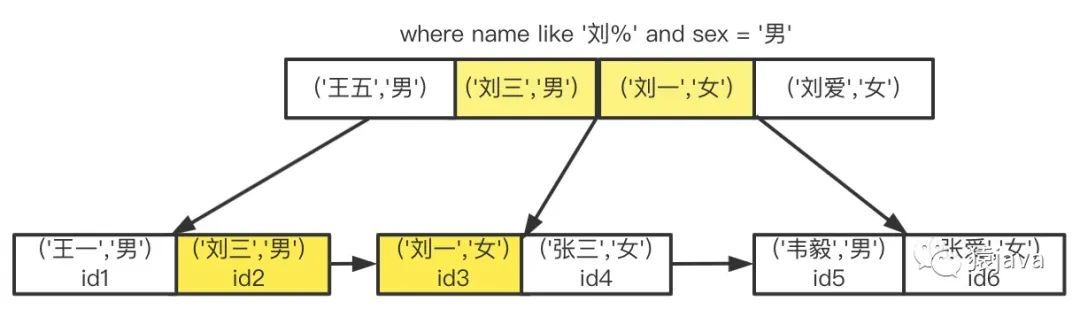 where name like '刘%' and sex = '男'
('王五','男') ('刘三','男') ('刘一','女') ('刘爱','女')
('王一','男') ('刘三','男') ('刘一','女') ('张三','女') ('韦毅','男') ('张爱','女')
id1 id2 id3 id4 id5 id6
猿java